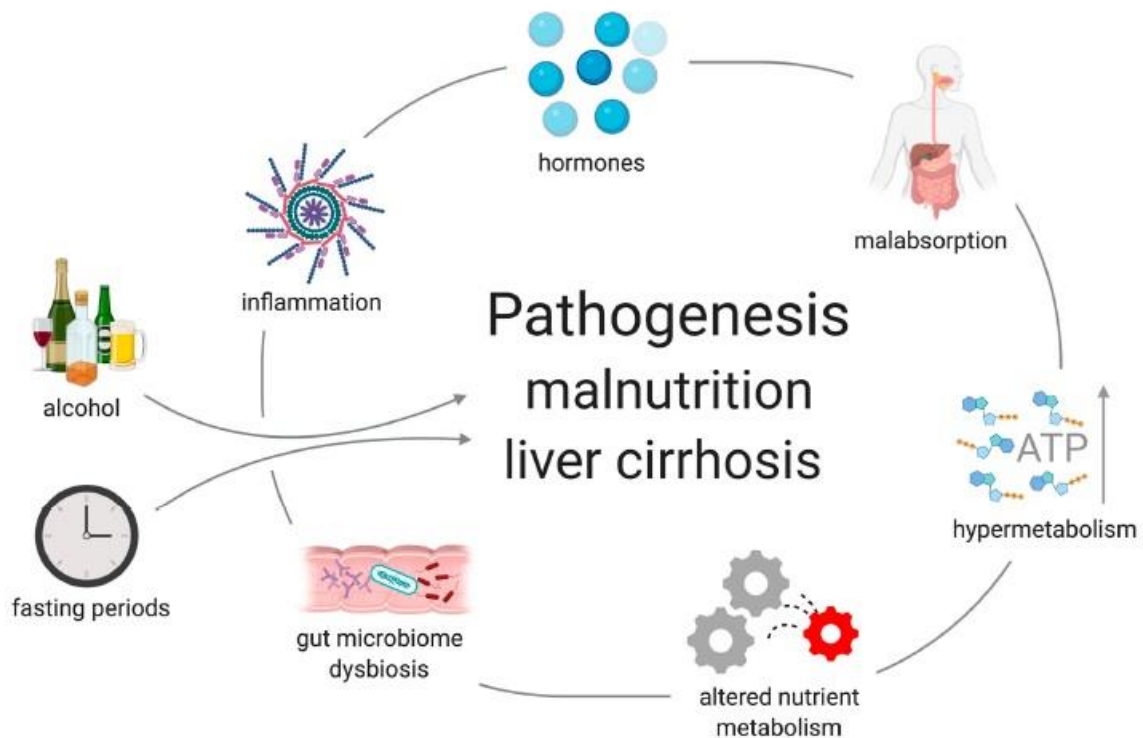 hormones
malabsorption
inflammation
Pathogenesis
malnutrition
liver cirrhosis
alcohol
ATP
hypermetabolism
fasting periods
gut microbiome
dysbiosis
altered nutrient
metabolism